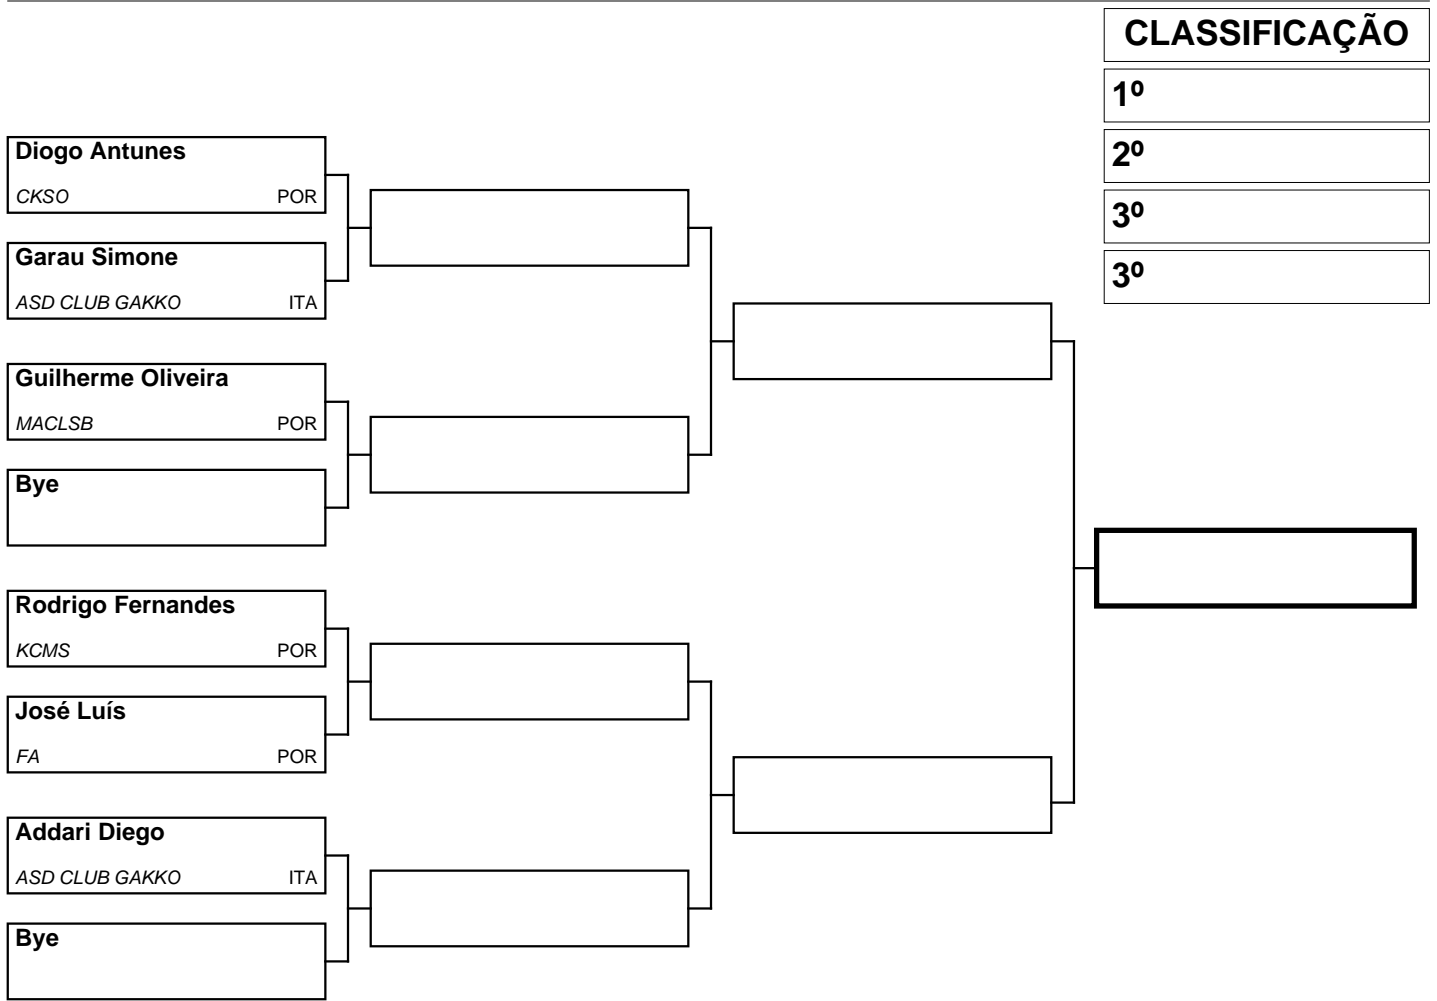 CLASSIFICAÇÃO
1º
2º
3º
3º
Diogo Antunes
CKSO POR
Garau Simone
ASD CLUB GAKKO ITA
Guilherme Oliveira
MACLSB POR
Bye
Rodrigo Fernandes
KCMS POR
José Luís
FA POR
Addari Diego
ASD CLUB GAKKO ITA
Bye